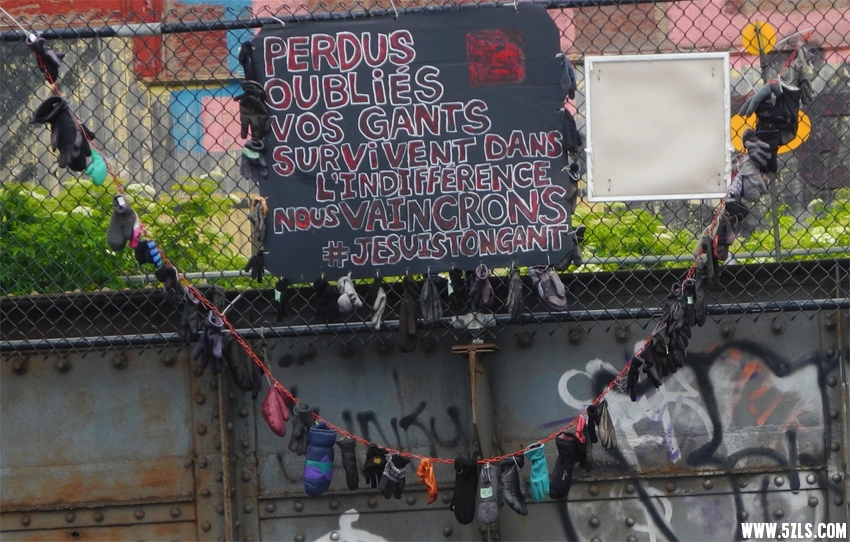 PERDUS
OUBLIÉS
VOS GANTS
SURVIVENT DANS
L'INDIFFÉRENCE
NOUS VAINCRONS
#JESUISTONGANT
WWW.5ZLS.COM